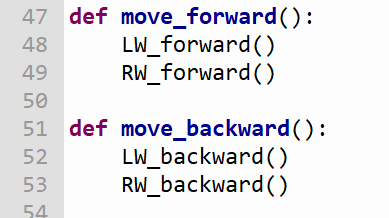 47 def move_forward():
48     LW_forward()
49     RW_forward()
50
51 def move_backward():
52     LW_backward()
53     RW_backward()
54